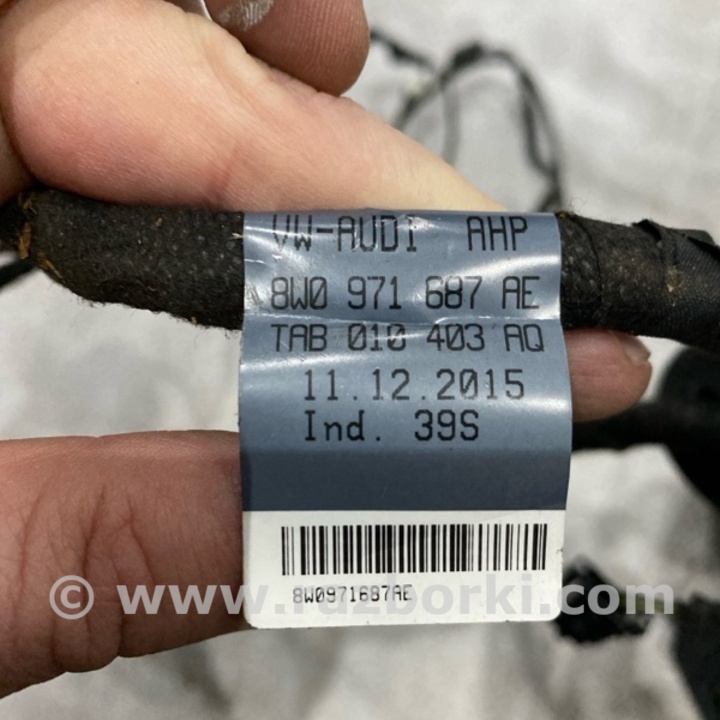 VW-AUDI AHP
8W0 971 687 AE
TAB 010 403 AQ
11.12.2015
Ind. 39S
8W0971687AE
© www.razborki.com